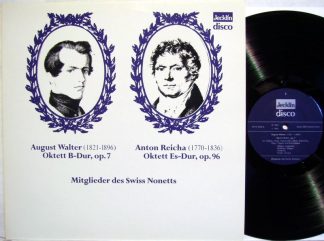 Jecklin
disco
August Walter (1821-1896)
Oktett B-Dur, op. 7
Anton Reicha (1770-1836)
Oktett Es-Dur, op. 96
Mitglieder des Swiss Nonetts
Jecklin
disco